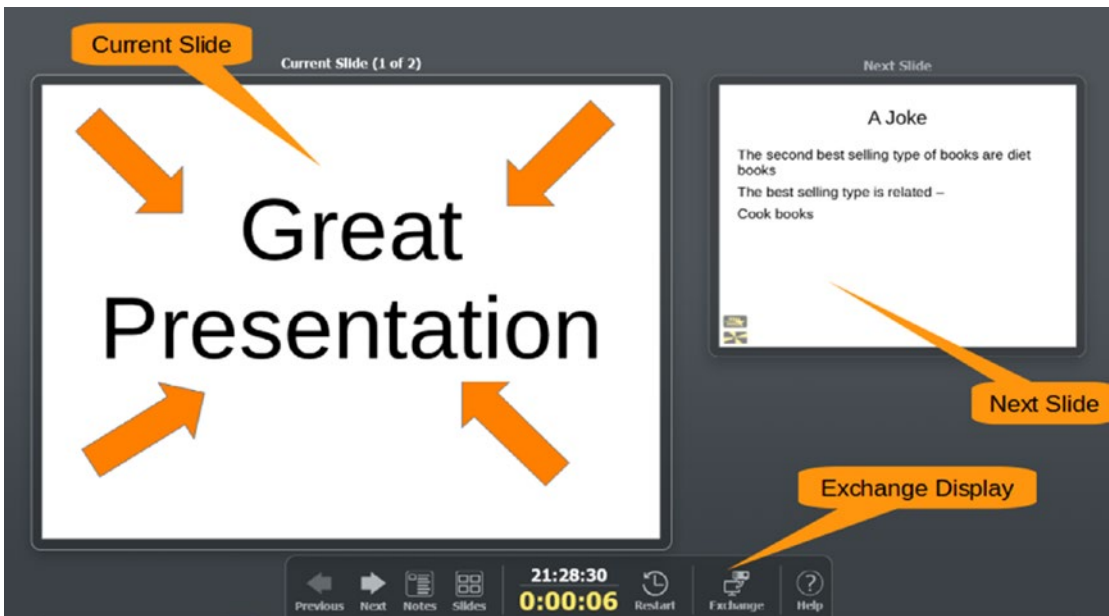 Current Slide
Current Slide (1 of 2)
Great
Presentation
Next Slide
A Joke
The second best selling type of books are diet
books
The best selling type is related –
Cook books
Next Slide
Exchange Display
Previous Next Notes Slides
21:28:30
0:00:06
Restart Exchange ? Help